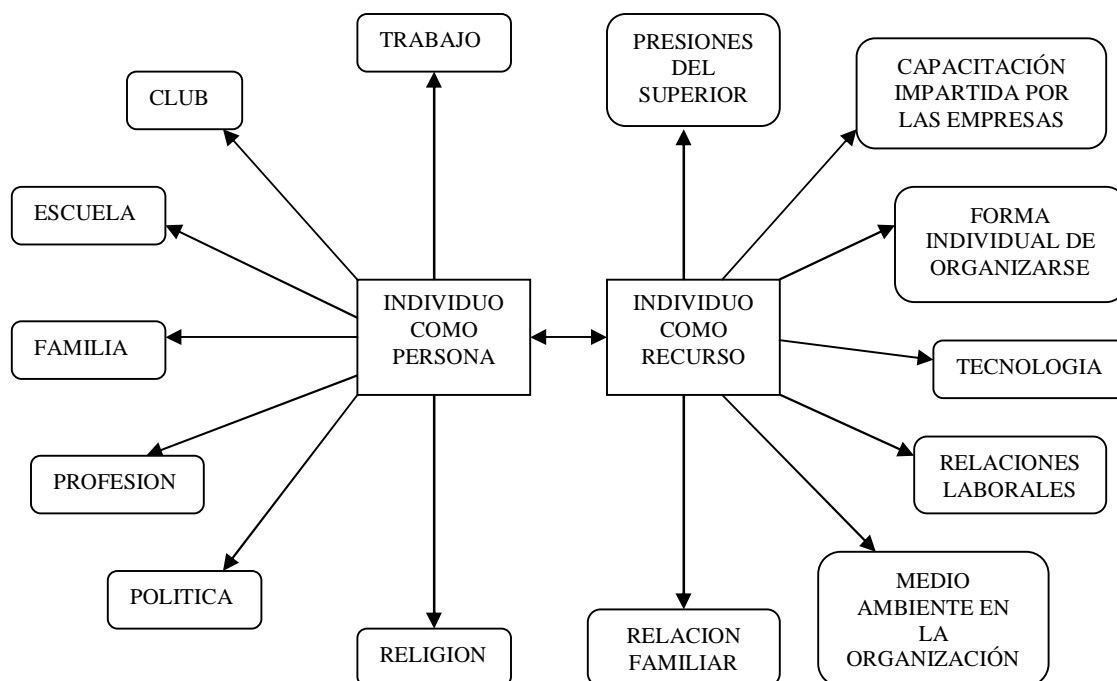 TRABAJO
PRESIONES
DEL
SUPERIOR
CAPACITACIÓN
IMPARTIDA POR
LAS EMPRESAS
CLUB
ESCUELA
FORMA
INDIVIDUAL DE
ORGANIZARSE
INDIVIDUO
COMO
PERSONA
INDIVIDUO
COMO
RECURSO
FAMILIA
TECNOLOGIA
PROFESION
RELACIONES
LABORALES
POLITICA
MEDIO
AMBIENTE EN
LA
ORGANIZACIÓN
RELIGION
RELACION
FAMILIAR